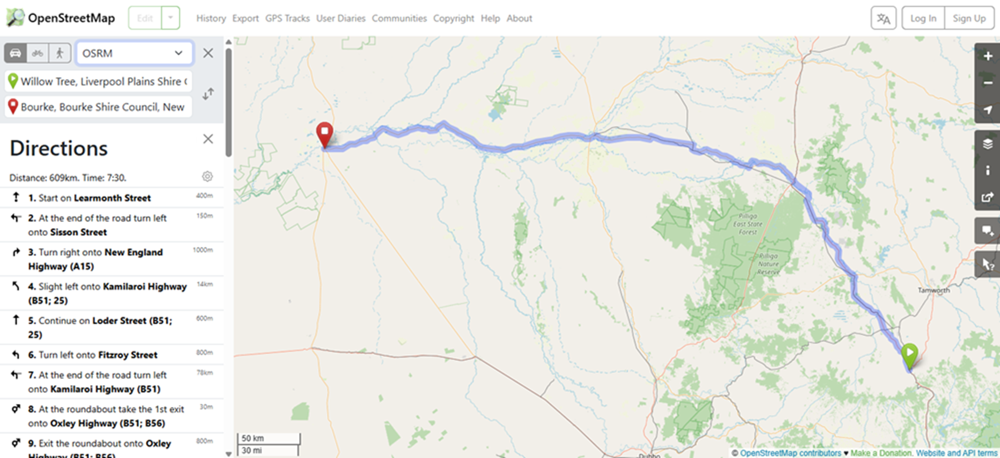 OpenStreetMap
Edit
History Export GPS Tracks User Diaries Communities Copyright Help About
Log In Sign Up
OSRM
Willow Tree, Liverpool Plains Shire
Bourke, Bourke Shire Council, New
Directions
Distance: 609km. Time: 7:30.
1. Start on Learmonth Street 400m
2. At the end of the road turn left 150m
onto Sisson Street
3. Turn right onto New England 1000m
Highway (A15)
4. Slight left onto Kamilaroi Highway 14km
(B51; 25)
5. Continue on Loder Street (B51; 600m
25)
6. Turn left onto Fitzroy Street 800m
7. At the end of the road turn left 78km
onto Kamilaroi Highway (B51)
8. At the roundabout take the 1st exit 30m
onto Oxley Highway (B51; B56)
9. Exit the roundabout onto Oxley 800m
Highway (B51; B56)
Pilliga
East State
Forest
Pilliga
Nature
Reserve
Tamworth
Dubbo
50 km
30 mi
© OpenStreetMap contributors ♥ Make a Donation. Website and API terms